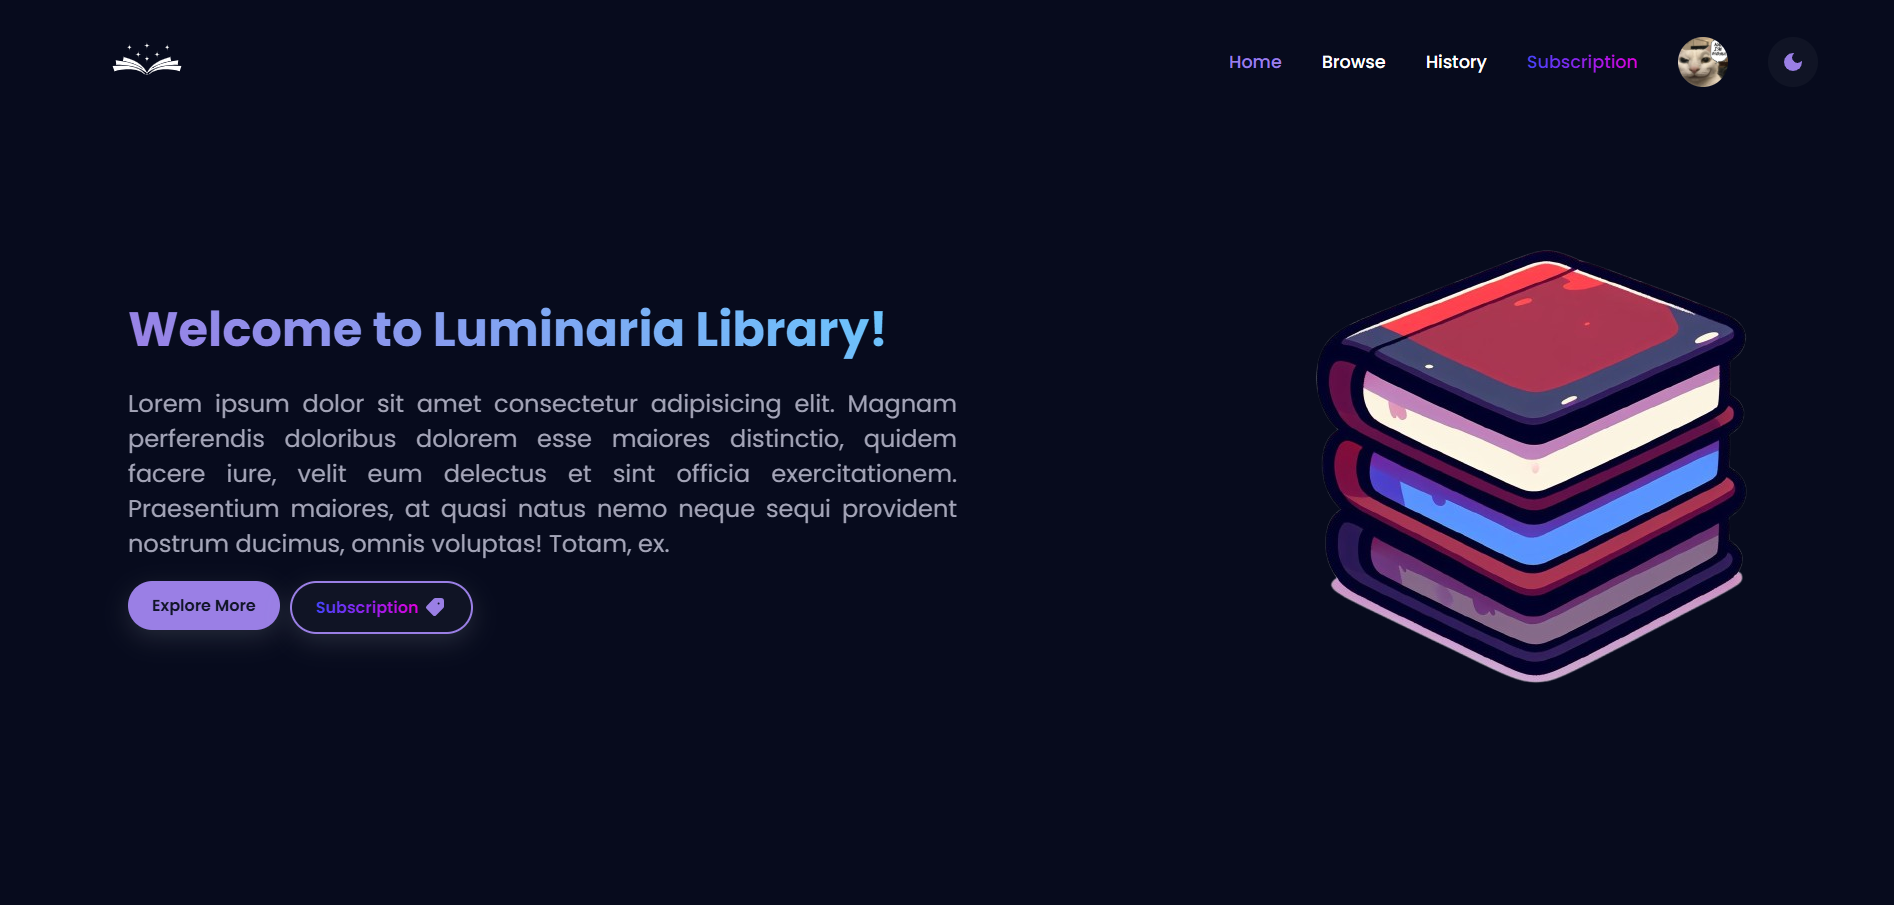 Home Browse History Subscription
Welcome to Luminaria Library!
Lorem ipsum dolor sit amet consectetur adipisicing elit. Magnam
perferendis doloribus dolorem esse maiores distinctio, quidem
facere iure, velit eum delectus et sint officia exercitationem.
Praesentium maiores, at quasi natus nemo neque sequi provident
nostrum ducimus, omnis voluptas! Totam, ex.
Explore More Subscription